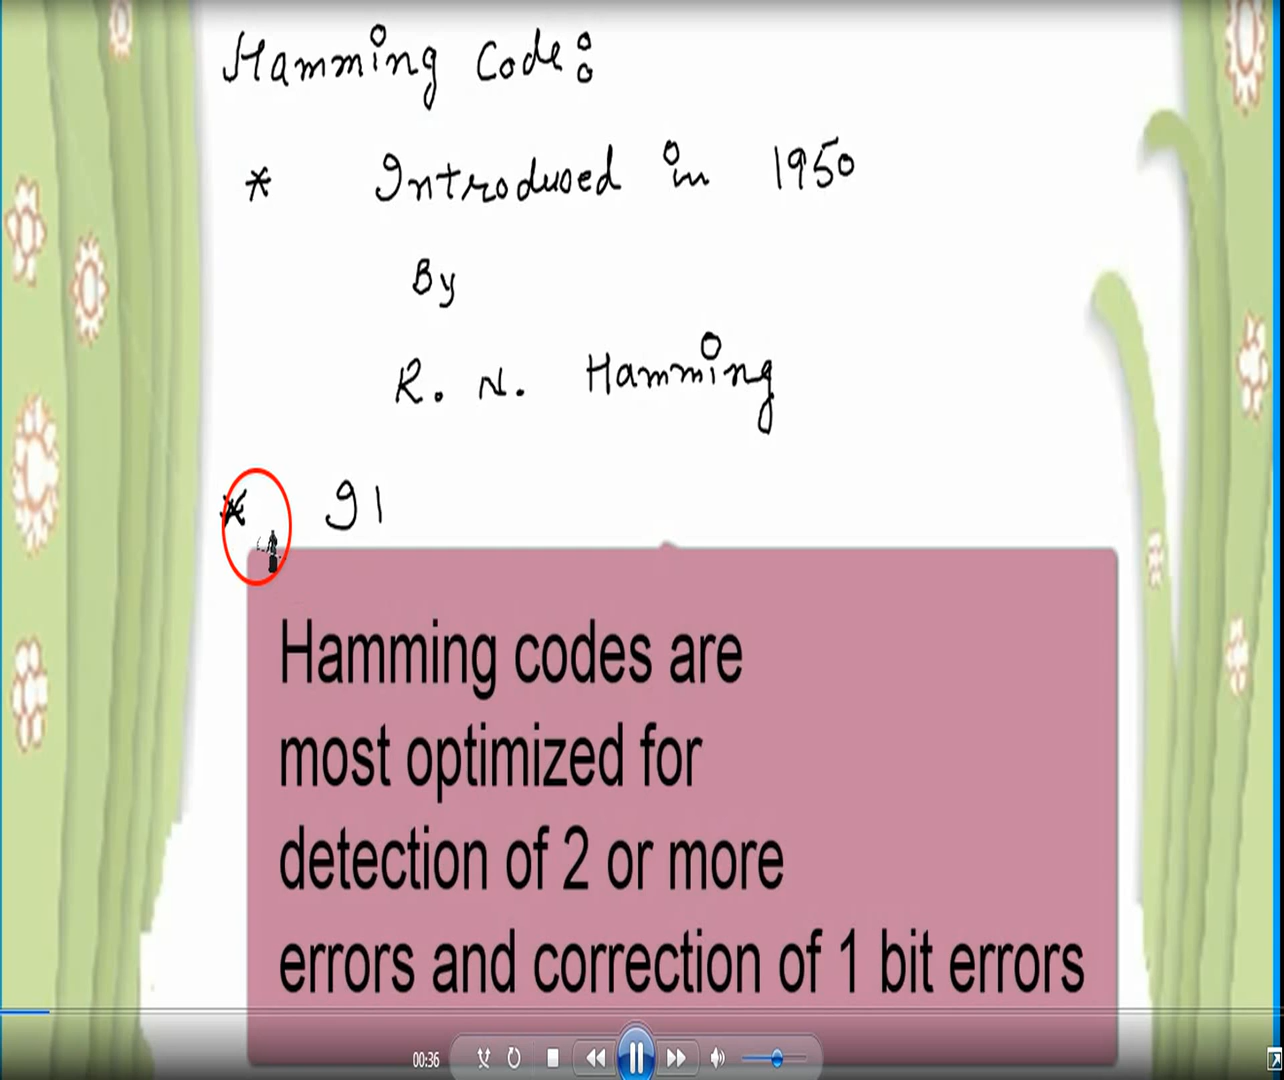 Hamming Code:
* Introduced in 1950
By
R. N. Hamming
* It
Hamming codes are
most optimized for
detection of 2 or more
errors and correction of 1 bit errors
00:36